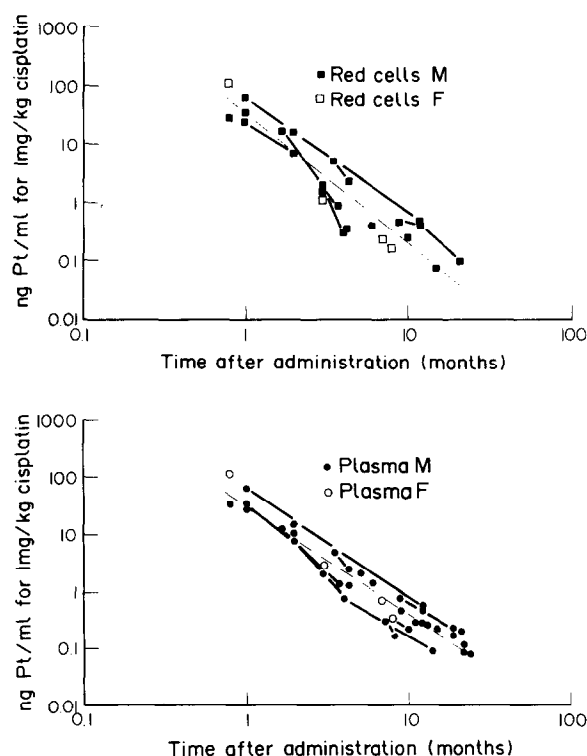 1000
100
10
1
01
0.01
ng Pt/ml for 1mg/kg cisplatin
Red cells M
Red cells F
0.1 1 10 100
Time after administration (months)
1000
100
10
1
0.1
0.01
ng Pt/ml for 1mg/kg cisplatin
Plasma M
Plasma F
0.1 1 10 100
Time after administration (months)